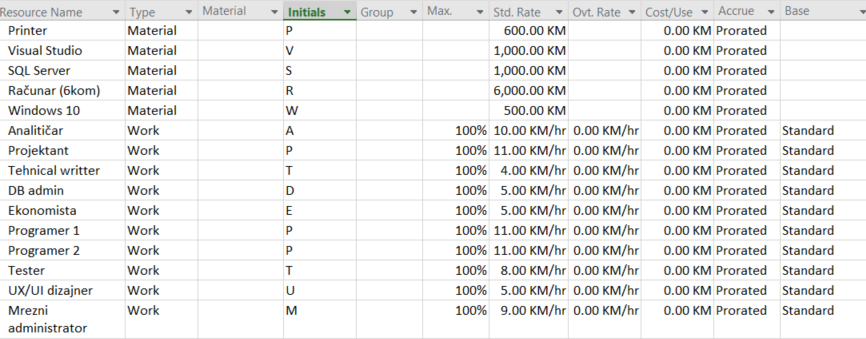 Resource Name Type Material Initials Group Max. Std. Rate Ovt. Rate Cost/Use Accrue Base
Printer Material P 600.00 KM 0.00 KM Prorated
Visual Studio Material V 1,000.00 KM 0.00 KM Prorated
SQL Server Material S 1,000.00 KM 0.00 KM Prorated
Računar (6kom) Material R 6,000.00 KM 0.00 KM Prorated
Windows 10 Material W 500.00 KM 0.00 KM Prorated
Analitičar Work A 100% 10.00 KM/hr 0.00 KM/hr 0.00 KM Prorated Standard
Projektant Work P 100% 11.00 KM/hr 0.00 KM/hr 0.00 KM Prorated Standard
Tehnical writter Work T 100% 4.00 KM/hr 0.00 KM/hr 0.00 KM Prorated Standard
DB admin Work D 100% 5.00 KM/hr 0.00 KM/hr 0.00 KM Prorated Standard
Ekonomista Work E 100% 5.00 KM/hr 0.00 KM/hr 0.00 KM Prorated Standard
Programer 1 Work P 100% 11.00 KM/hr 0.00 KM/hr 0.00 KM Prorated Standard
Programer 2 Work P 100% 11.00 KM/hr 0.00 KM/hr 0.00 KM Prorated Standard
Tester Work T 100% 8.00 KM/hr 0.00 KM/hr 0.00 KM Prorated Standard
UX/UI dizajner Work U 100% 5.00 KM/hr 0.00 KM/hr 0.00 KM Prorated Standard
Mrezni Work M 100% 9.00 KM/hr 0.00 KM/hr 0.00 KM Prorated Standard
administrator